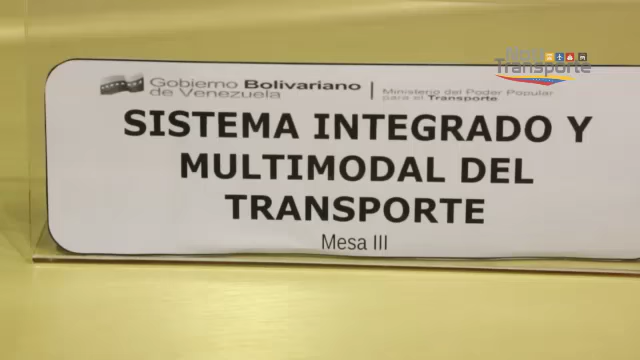 Gobierno Bolivariano
de Venezuela
Ministerio del Poder Popular
para el Transporte
Transporte
SISTEMA INTEGRADO Y
MULTIMODAL DEL
TRANSPORTE
Mesa III